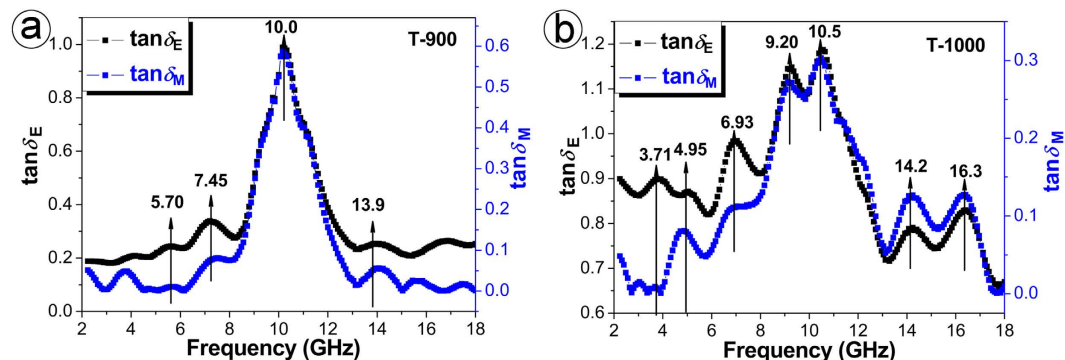 a
tanδE
tanδM
T-900
10.0
5.70
7.45
13.9
1.0
0.8
0.6
0.4
0.2
0.0
tanδE
0.6
0.5
0.4
0.3
0.2
0.1
0.0
tanδM
2 4 6 8 10 12 14 16 18
Frequency (GHz)
b
tanδE
tanδM
T-1000
9.20
10.5
3.71
4.95
6.93
14.2
16.3
1.2
1.1
1.0
0.9
0.8
0.7
0.6
tanδE
0.3
0.2
0.1
0.0
tanδM
2 4 6 8 10 12 14 16 18
Frequency (GHz)